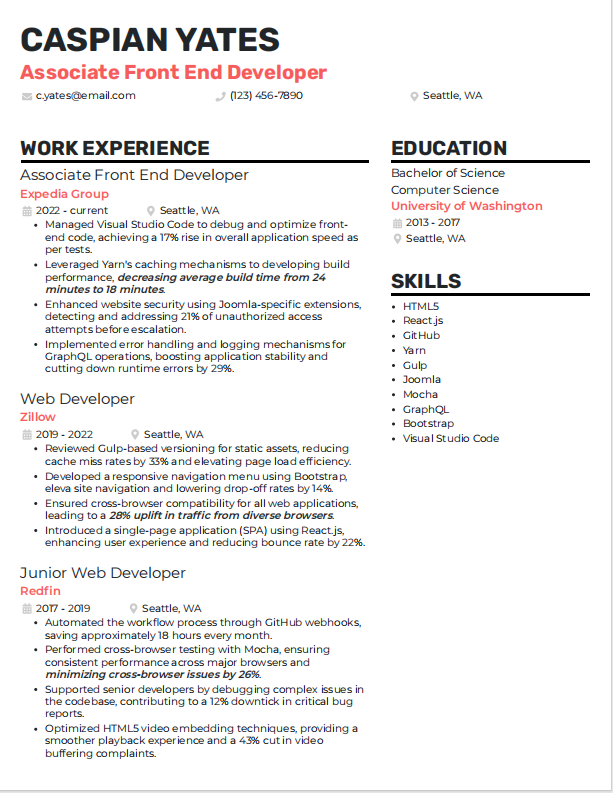 CASPIAN YATES
Associate Front End Developer
c.yates@email.com
(123) 456-7890
Seattle, WA
WORK EXPERIENCE
Associate Front End Developer
Expedia Group
2022 - current
Seattle, WA
• Managed Visual Studio Code to debug and optimize front-
end code, achieving a 17% rise in overall application speed as
per tests.
• Leveraged Yarn's caching mechanisms to developing build
performance, decreasing average build time from 24
minutes to 18 minutes.
• Enhanced website security using Joomla-specific extensions,
detecting and addressing 21% of unauthorized access
attempts before escalation.
• Implemented error handling and logging mechanisms for
GraphQL operations, boosting application stability and
cutting down runtime errors by 29%.
Web Developer
Zillow
2019 - 2022
Seattle, WA
• Reviewed Gulp-based versioning for static assets, reducing
cache miss rates by 33% and elevating page load efficiency.
• Developed a responsive navigation menu using Bootstrap,
eleva site navigation and lowering drop-off rates by 14%.
• Ensured cross-browser compatibility for all web applications,
leading to a 28% uplift in traffic from diverse browsers.
• Introduced a single-page application (SPA) using React.js,
enhancing user experience and reducing bounce rate by 22%.
Junior Web Developer
Redfin
2017 - 2019
Seattle, WA
• Automated the workflow process through GitHub webhooks,
saving approximately 18 hours every month.
• Performed cross-browser testing with Mocha, ensuring
consistent performance across major browsers and
minimizing cross-browser issues by 26%.
• Supported senior developers by debugging complex issues in
the codebase, contributing to a 12% downtick in critical bug
reports.
• Optimized HTML5 video embedding techniques, providing a
smoother playback experience and a 43% cut in video
buffering complaints.
EDUCATION
Bachelor of Science
Computer Science
University of Washington
2013 - 2017
Seattle, WA
SKILLS
• HTML5
• React.js
• GitHub
• Yarn
• Gulp
• Joomla
• Mocha
• GraphQL
• Bootstrap
• Visual Studio Code